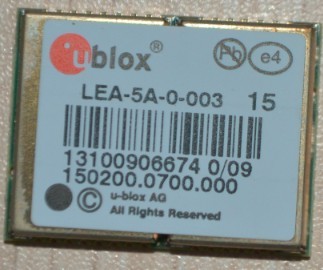 ublox®
Pb e4
LEA-5A-0-003 15
13100906674 0/09
150200.0700.000
© u-blox AG
All Rights Reserved